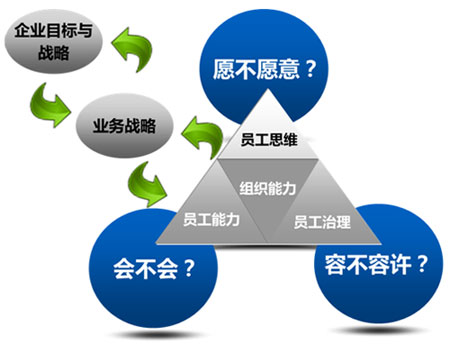 企业目标与
战略
愿不愿意？
业务战略
员工思维
组织能力
员工能力
员工治理
会不会？
容不容许？